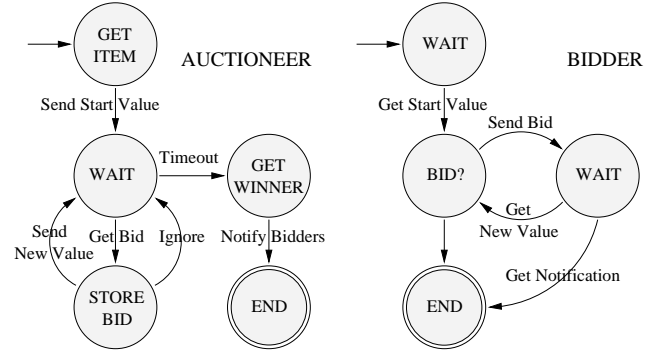 GET
ITEM
AUCTIONEER
Send Start Value
WAIT
Timeout
GET
WINNER
Send
New Value
Get Bid
Ignore
Notify Bidders
STORE
BID
END
WAIT
BIDDER
Get Start Value
Send Bid
BID?
WAIT
Get
New Value
Get Notification
END